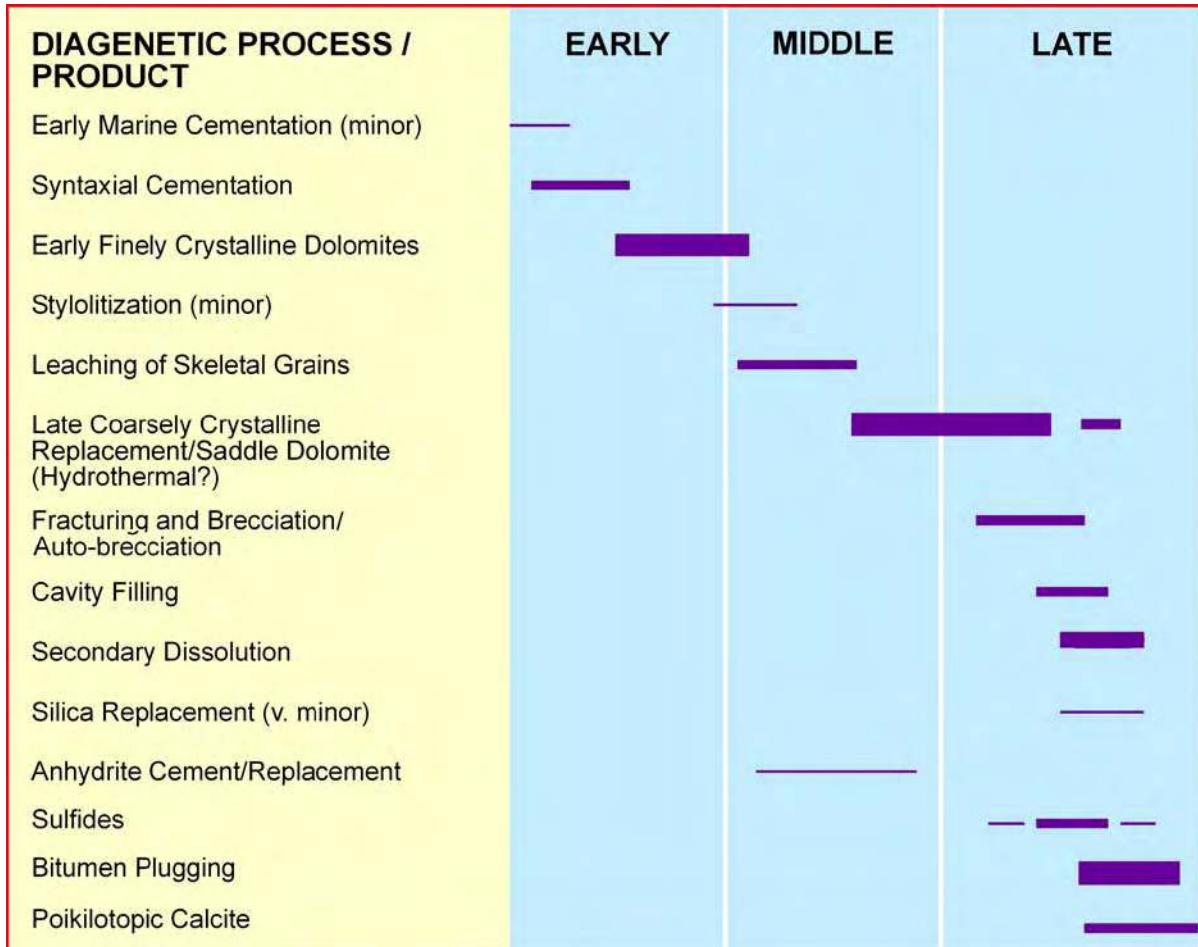 DIAGENETIC PROCESS /
PRODUCT
EARLY
MIDDLE
LATE
Early Marine Cementation (minor)
Syntaxial Cementation
Early Finely Crystalline Dolomites
Stylolitization (minor)
Leaching of Skeletal Grains
Late Coarsely Crystalline
Replacement/Saddle Dolomite
(Hydrothermal?)
Fracturing and Brecciation/
Auto-brecciation
Cavity Filling
Secondary Dissolution
Silica Replacement (v. minor)
Anhydrite Cement/Replacement
Sulfides
Bitumen Plugging
Poikilotopic Calcite